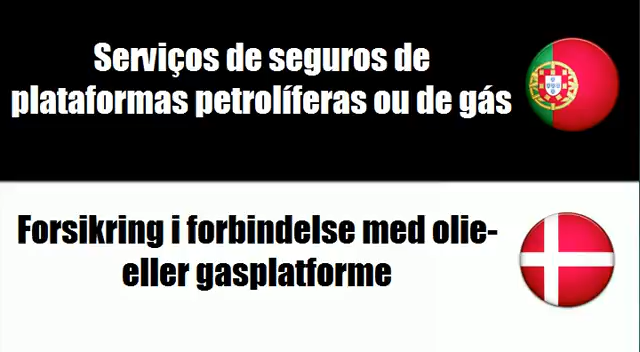 Serviços de seguros de
plataformas petrolíferas ou de gás
Forsikring i forbindelse med olie-
eller gasplatforme